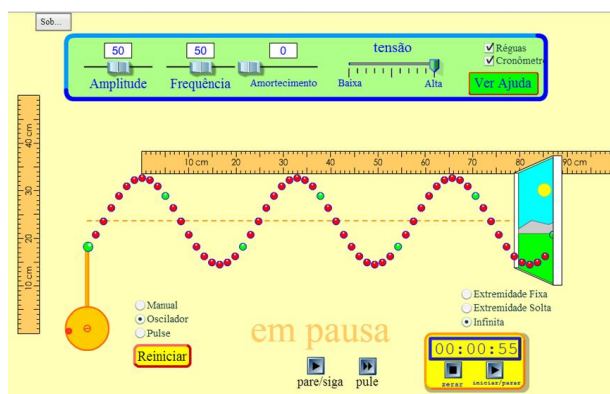 Sob...
50 50 0 tensão
Réguas
Cronômetro
Amplitude Frequência Amortecimento Baixa Alta Ver Ajuda
40 cm
30
20
10 cm
10 cm 20 30 40 50 60 70 80 90 cm
Manual
Oscilador
Pulse
Reiniciar
em pausa
pare/siga pule
Extremidade Fixa
Extremidade Solta
Infinita
00:00:55
zerar iniciar/parar